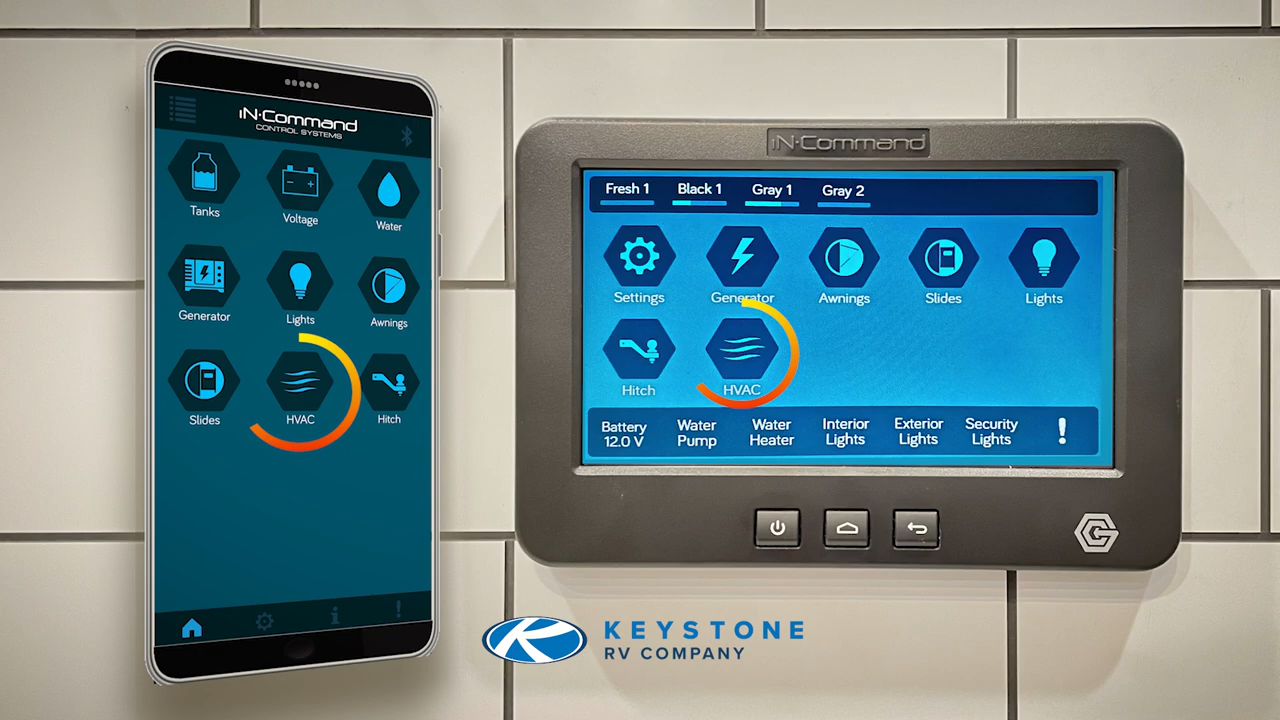 iN·Command
CONTROL SYSTEMS
Tanks
Voltage
Water
Generator
Lights
Awnings
Slides
HVAC
Hitch
iN·Command
Fresh 1
Black 1
Gray 1
Gray 2
Settings
Generator
Awnings
Slides
Lights
Hitch
HVAC
Battery
12.0 V
Water
Pump
Water
Heater
Interior
Lights
Exterior
Lights
Security
Lights
!
KEYSTONE
RV COMPANY